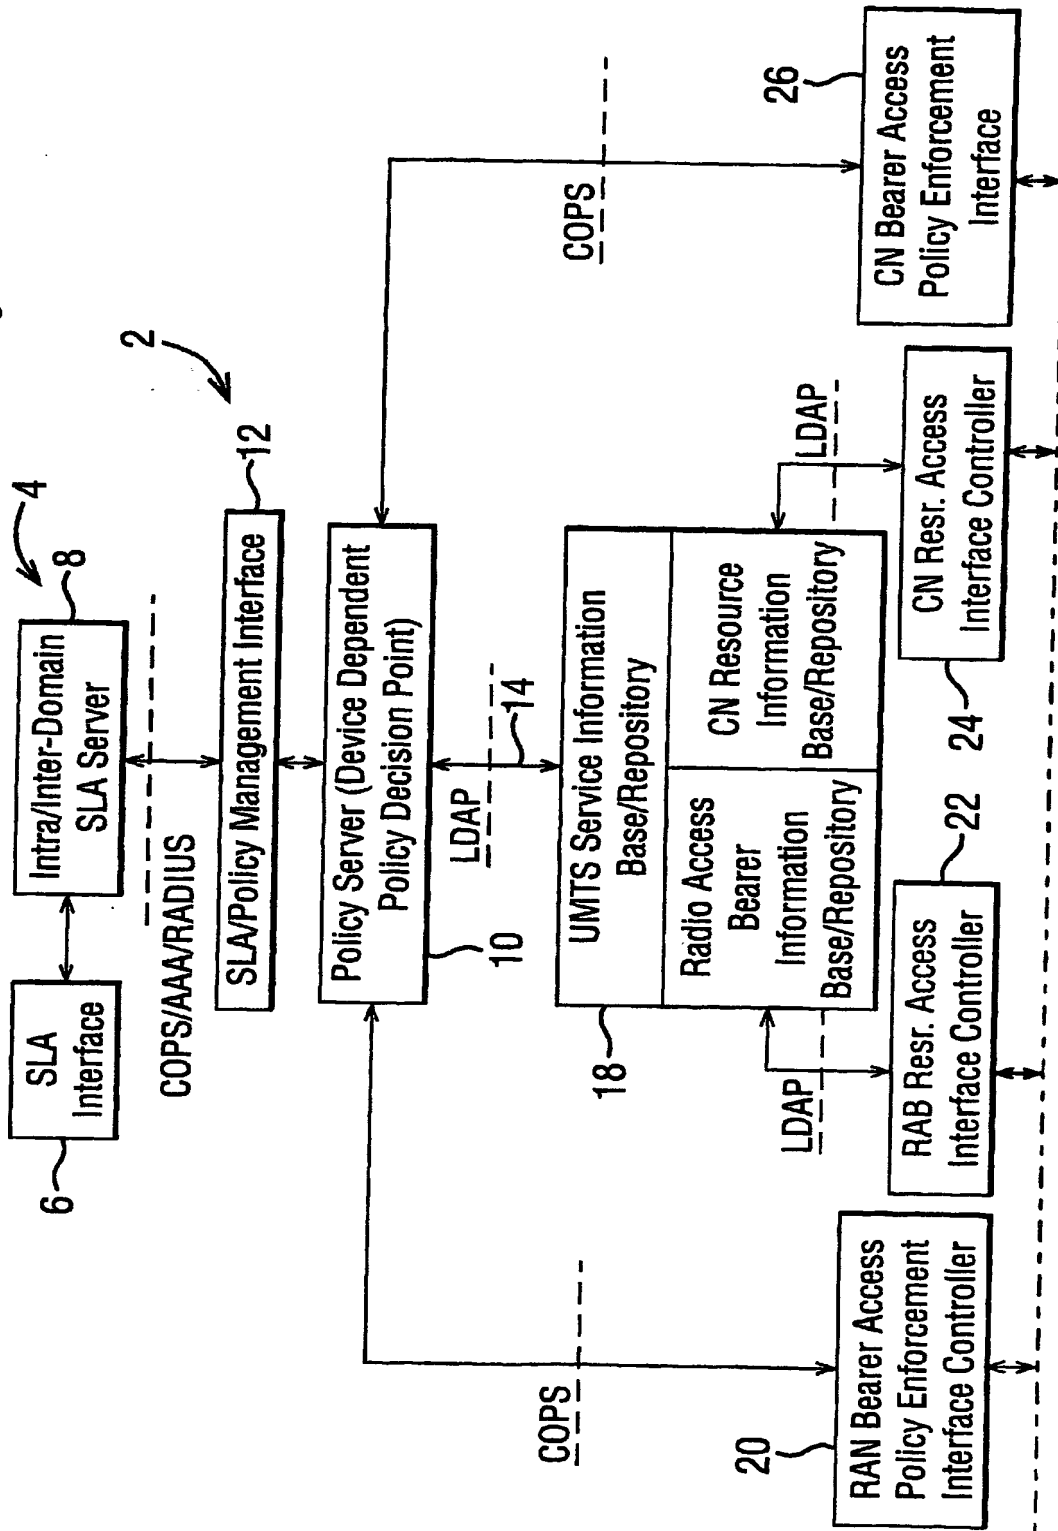 4
SLA
Interface
6
Intra/Inter-Domain
SLA Server
8
COPS/AAA/RADIUS
2
SLA/Policy Management Interface
12
Policy Server (Device Dependent
Policy Decision Point)
10
LDAP
14
COPS
COPS
UMTS Service Information
Base/Repository
18
Radio Access
Bearer
Information
Base/Repository
CN Resource
Information
Base/Repository
LDAP
LDAP
RAN Bearer Access
Policy Enforcement
Interface Controller
20
RAB Resr. Access
Interface Controller
22
CN Resr. Access
Interface Controller
24
CN Bearer Access
Policy Enforcement
Interface
26